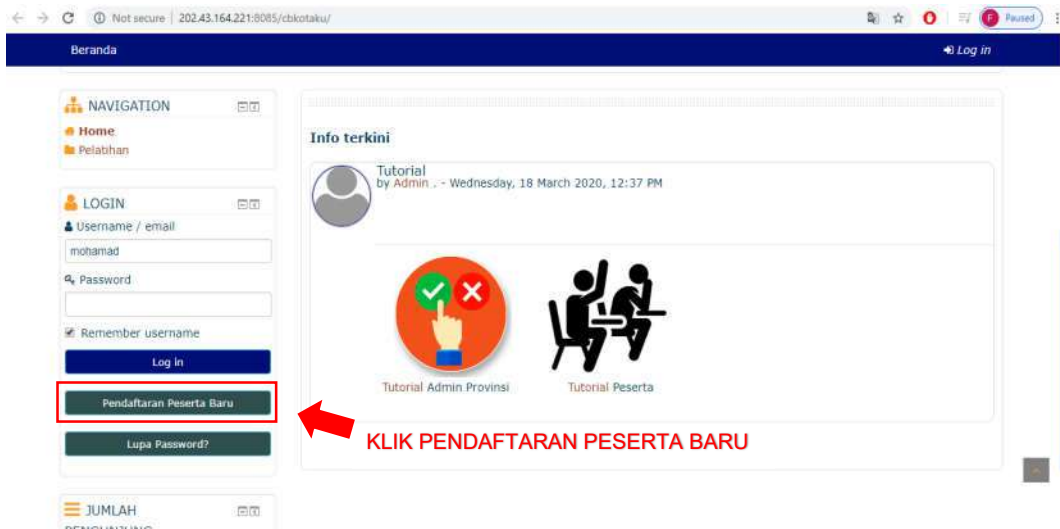 Not secure | 202.43.164.221:8085/cbkotaku/
F Paused
Beranda
Log in
NAVIGATION
Home
Pelatihan
LOGIN
Username / email
mohamad
Password
Remember username
Log in
Pendaftaran Peserta Baru
Lupa Password?
JUMLAH
PENGUNJUNG
Info terkini
Tutorial
by Admin . - Wednesday, 18 March 2020, 12:37 PM
Tutorial Admin Provinsi
Tutorial Peserta
KLIK PENDAFTARAN PESERTA BARU